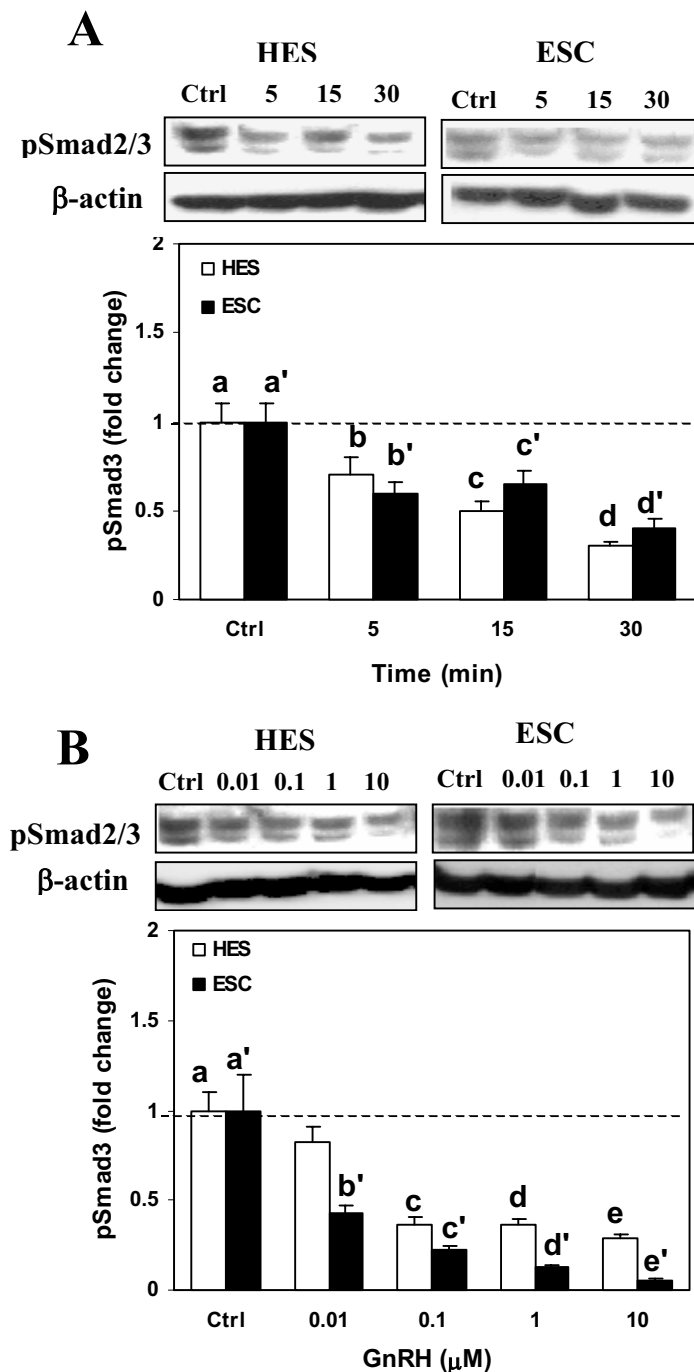 A
HES ESC
Ctrl 5 15 30 Ctrl 5 15 30
pSmad2/3
β-actin
2
HES
ESC
1.5
a a'
1
b b' c c'
0.5
d d'
0
pSmad3 (fold change)
Ctrl 5 15 30
Time (min)
B
HES ESC
Ctrl 0.01 0.1 1 10 Ctrl 0.01 0.1 1 10
pSmad2/3
β-actin
2
HES
ESC
1.5
a a'
1
b' c c' d d' e e'
0.5
0
pSmad3 (fold change)
Ctrl 0.01 0.1 1 10
GnRH (μM)